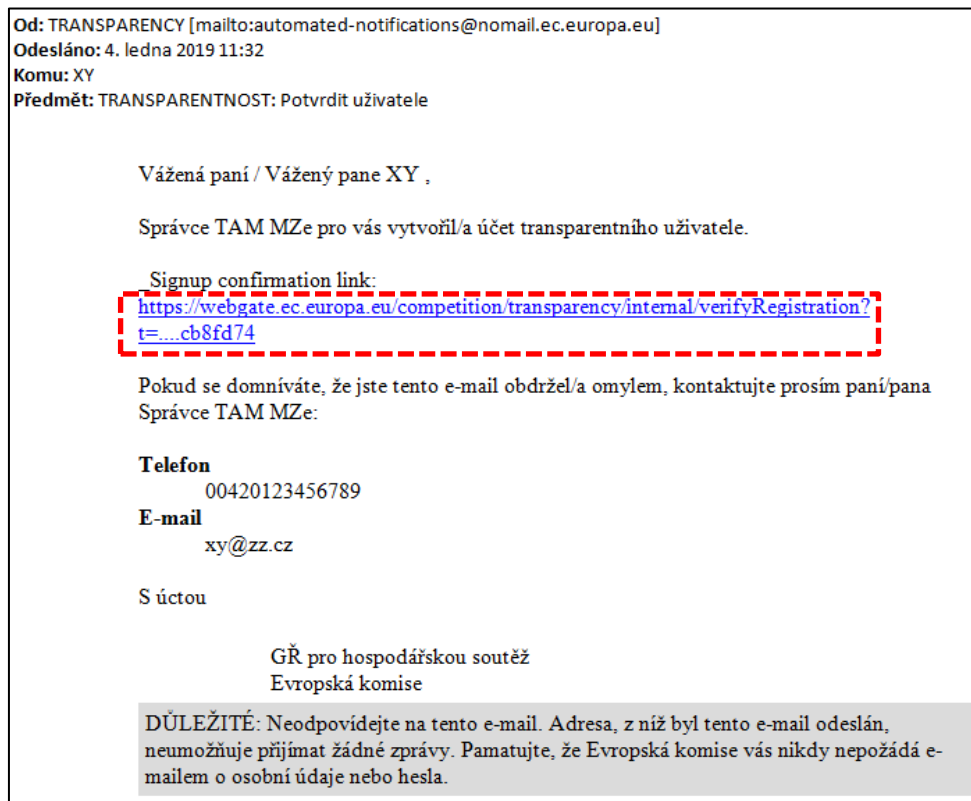 Od: TRANSPARENCY [mailto:automated-notifications@nomail.ec.europa.eu]
Odesláno: 4. ledna 2019 11:32
Komu: XY
Předmět: TRANSPARENTNOST: Potvrdit uživatele
Vážená paní / Vážený pane XY ,
Správce TAM MZe pro vás vytvořil/a účet transparentního uživatele.
_Signup confirmation link:
https://webgate.ec.europa.eu/competition/transparency/internal/verifyRegistration?
t=....cb8fd74
Pokud se domníváte, že jste tento e-mail obdržel/a omylem, kontaktujte prosím paní/pana
Správce TAM MZe:
Telefon
00420123456789
E-mail
xy@zz.cz
S úctou
GŘ pro hospodářskou soutěž
Evropská komise
DŮLEŽITÉ: Neodpovídejte na tento e-mail. Adresa, z níž byl tento e-mail odeslán,
neumožňuje přijímat žádné zprávy. Pamatujte, že Evropská komise vás nikdy nepožádá e-
mailem o osobní údaje nebo hesla.